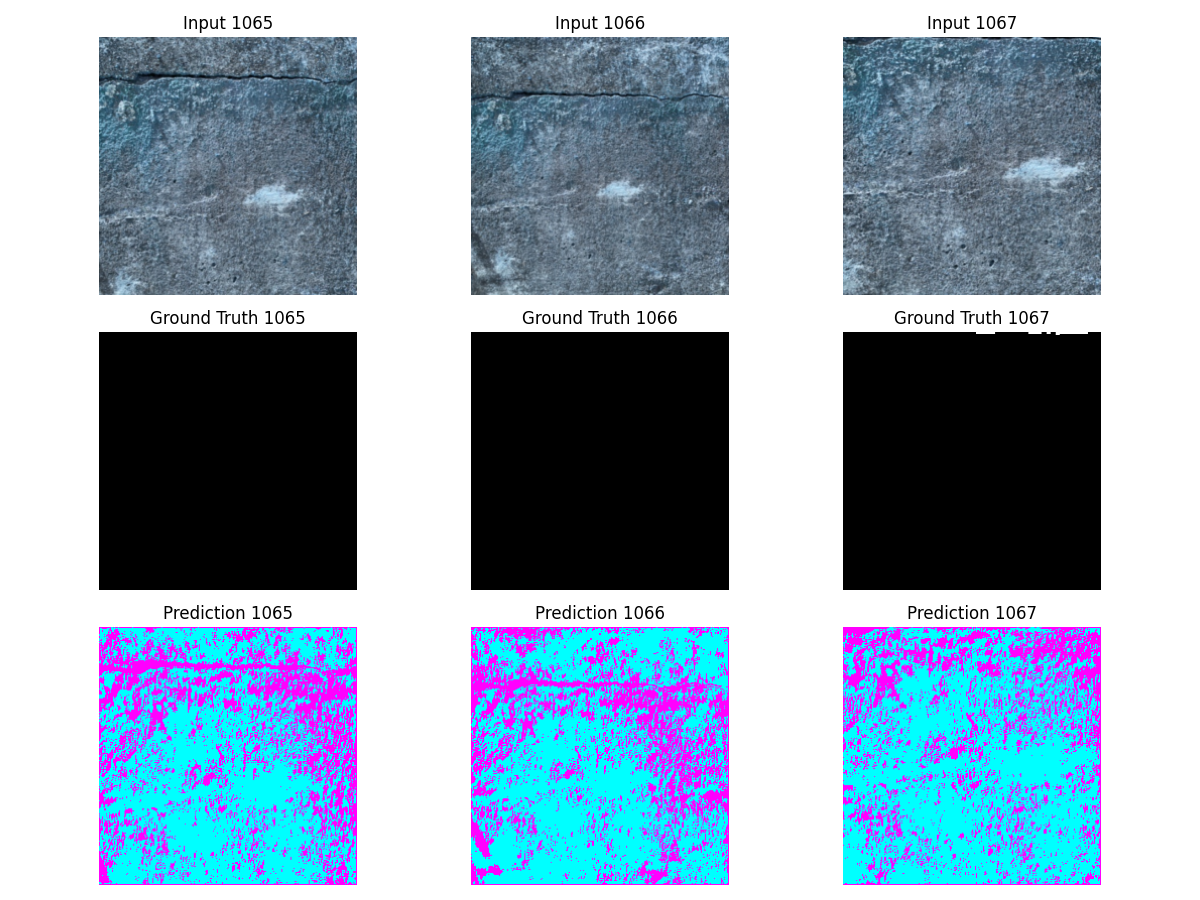 Input 1065
Input 1066
Input 1067
Ground Truth 1065
Ground Truth 1066
Ground Truth 1067
Prediction 1065
Prediction 1066
Prediction 1067